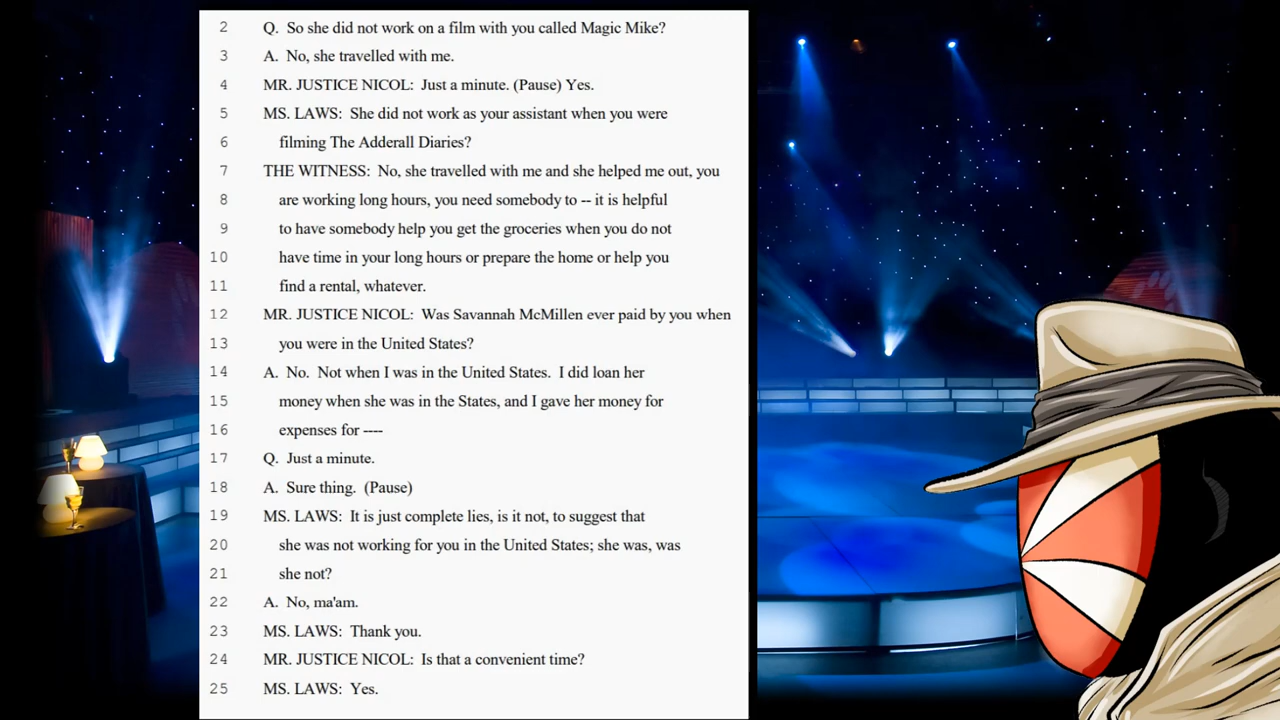 2 Q. So she did not work on a film with you called Magic Mike?
3 A. No, she travelled with me.
4 MR. JUSTICE NICOL: Just a minute. (Pause) Yes.
5 MS. LAWS: She did not work as your assistant when you were
6 filming The Adderall Diaries?
7 THE WITNESS: No, she travelled with me and she helped me out, you
8 are working long hours, you need somebody to -- it is helpful
9 to have somebody help you get the groceries when you do not
10 have time in your long hours or prepare the home or help you
11 find a rental, whatever.
12 MR. JUSTICE NICOL: Was Savannah McMillen ever paid by you when
13 you were in the United States?
14 A. No. Not when I was in the United States. I did loan her
15 money when she was in the States, and I gave her money for
16 expenses for ----
17 Q. Just a minute.
18 A. Sure thing. (Pause)
19 MS. LAWS: It is just complete lies, is it not, to suggest that
20 she was not working for you in the United States; she was, was
21 she not?
22 A. No, ma'am.
23 MS. LAWS: Thank you.
24 MR. JUSTICE NICOL: Is that a convenient time?
25 MS. LAWS: Yes.